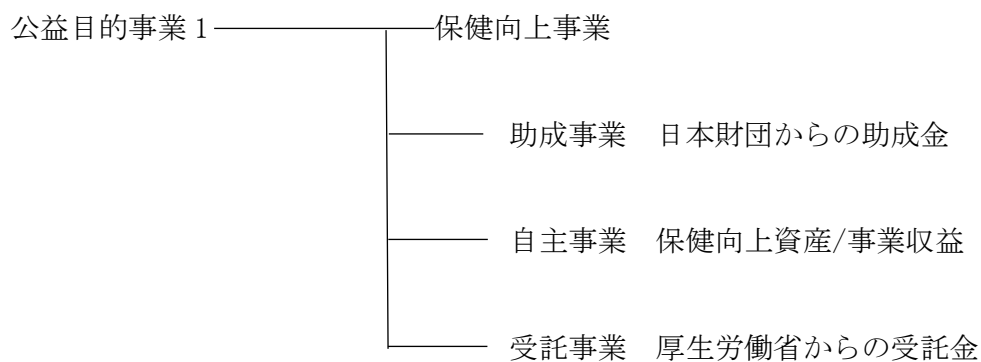 公益目的事業1 保健向上事業
助成事業　日本財団からの助成金
自主事業　保健向上資産/事業収益
受託事業　厚生労働省からの受託金